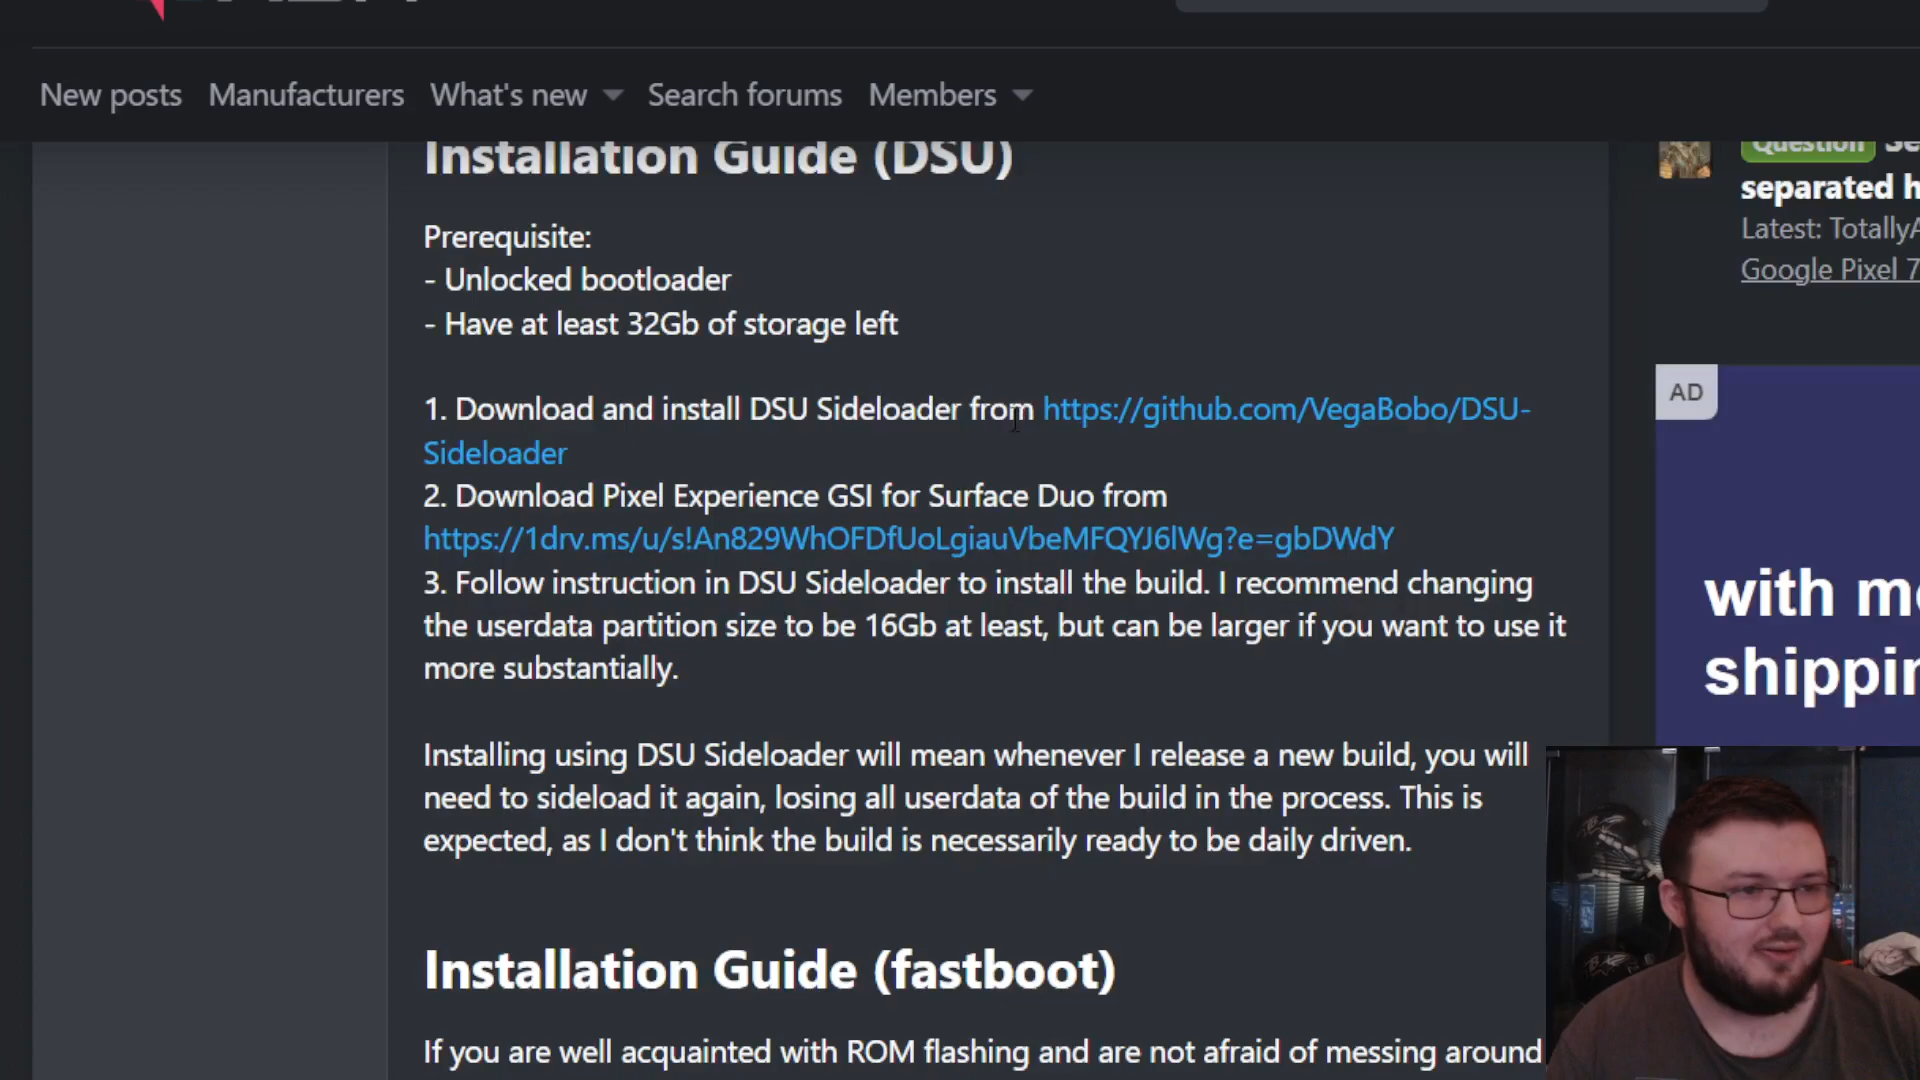 New posts Manufacturers What's new Search forums Members
Installation Guide (DSU)
Question
separated
Latest:
Google Pixel 7
Prerequisite:
- Unlocked bootloader
- Have at least 32Gb of storage left
1. Download and install DSU Sideloader from https://github.com/VegaBobo/DSU-
Sideloader
2. Download Pixel Experience GSI for Surface Duo from
https://1drv.ms/u/s!An829WhOFDfUoLgiauVbeMFQYJ6lWg?e=gbDWdY
3. Follow instruction in DSU Sideloader to install the build. I recommend changing
the userdata partition size to be 16Gb at least, but can be larger if you want to use it
more substantially.
AD
with
Installing using DSU Sideloader will mean whenever I release a new build, you will
need to sideload it again, losing all userdata of the build in the process. This is
expected, as I don't think the build is necessarily ready to be daily driven.
Installation Guide (fastboot)
If you are well acquainted with ROM flashing and are not afraid of messing around